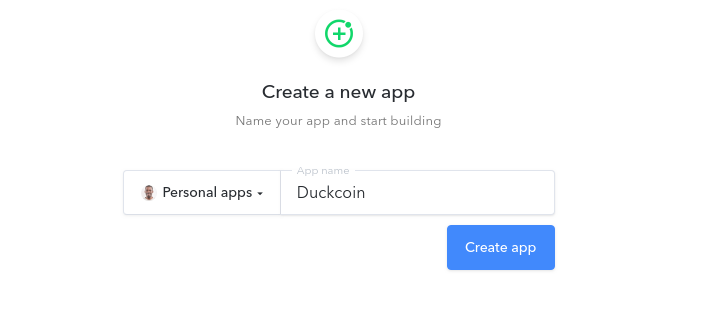 Create a new app
Name your app and start building
App name
Personal apps
Duckcoin
Create app